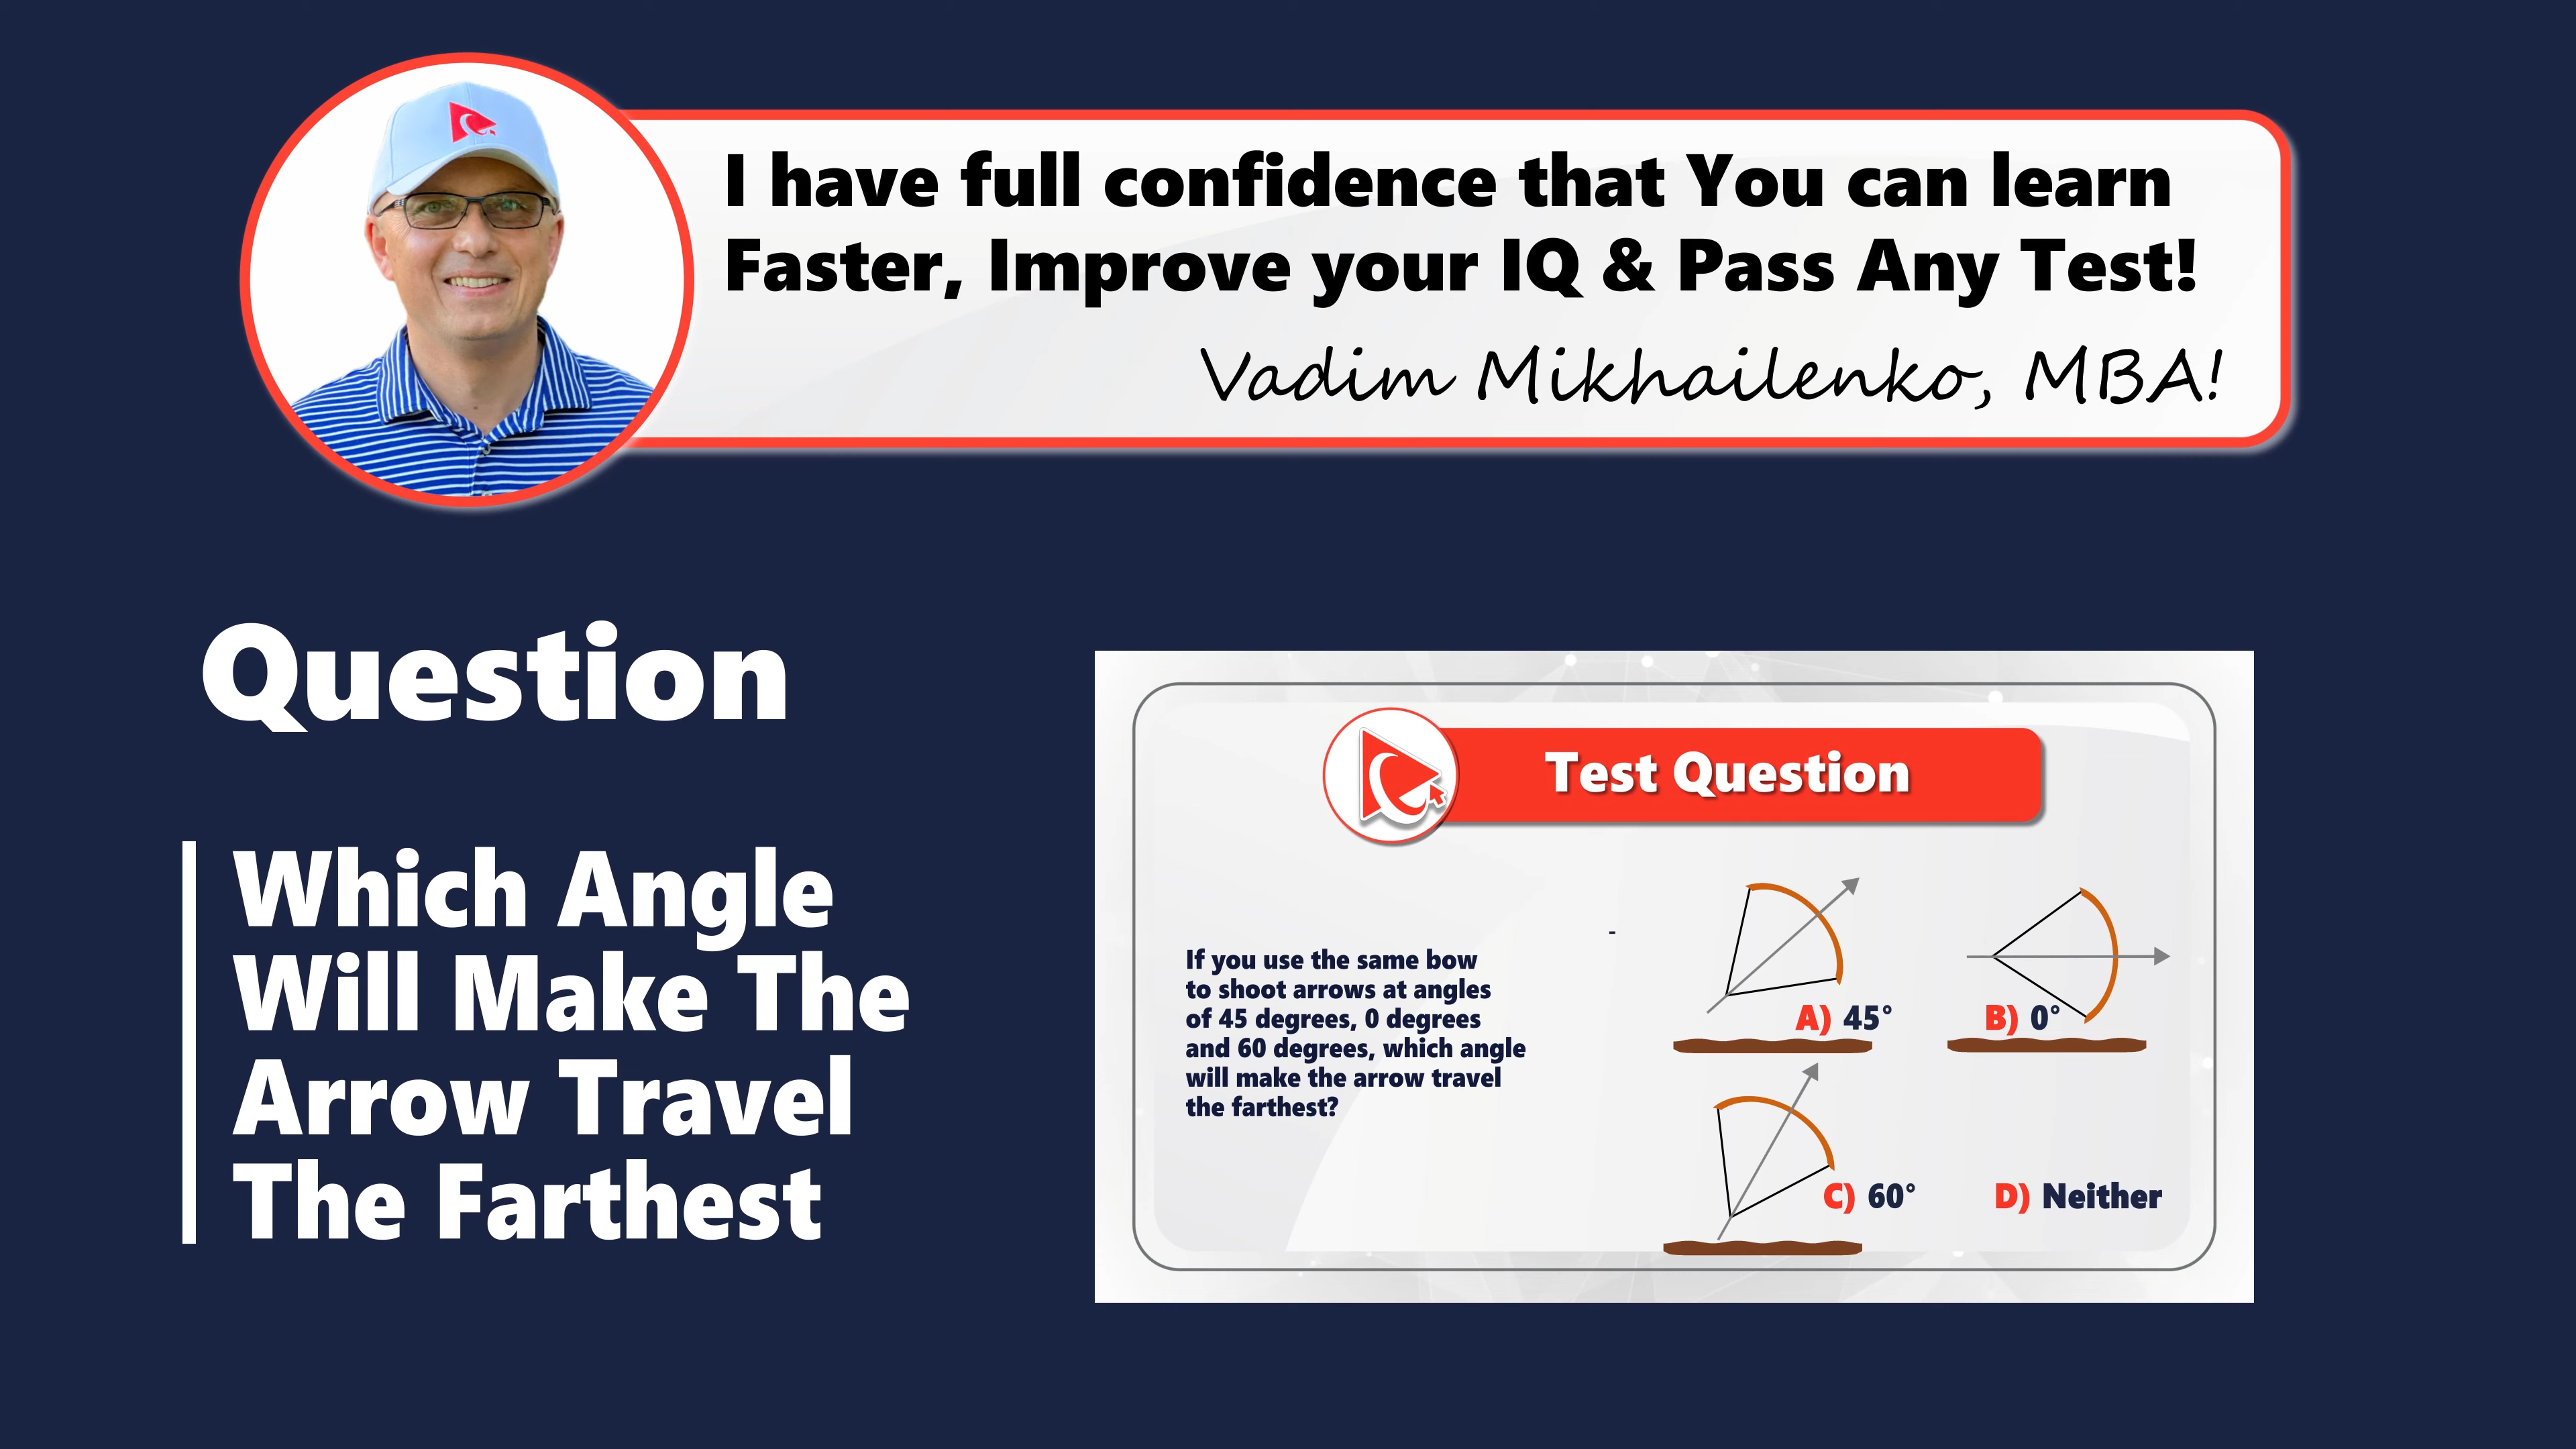 I have full confidence that You can learn
Faster, Improve your IQ & Pass Any Test!
Vadim Mikhailenko, MBA!
Question
Which Angle
Will Make The
Arrow Travel
The Farthest
Test Question
If you use the same bow
to shoot arrows at angles
of 45 degrees, 0 degrees
and 60 degrees, which angle
will make the arrow travel
the farthest?
-
A) 45°
B) 0°
C) 60°
D) Neither